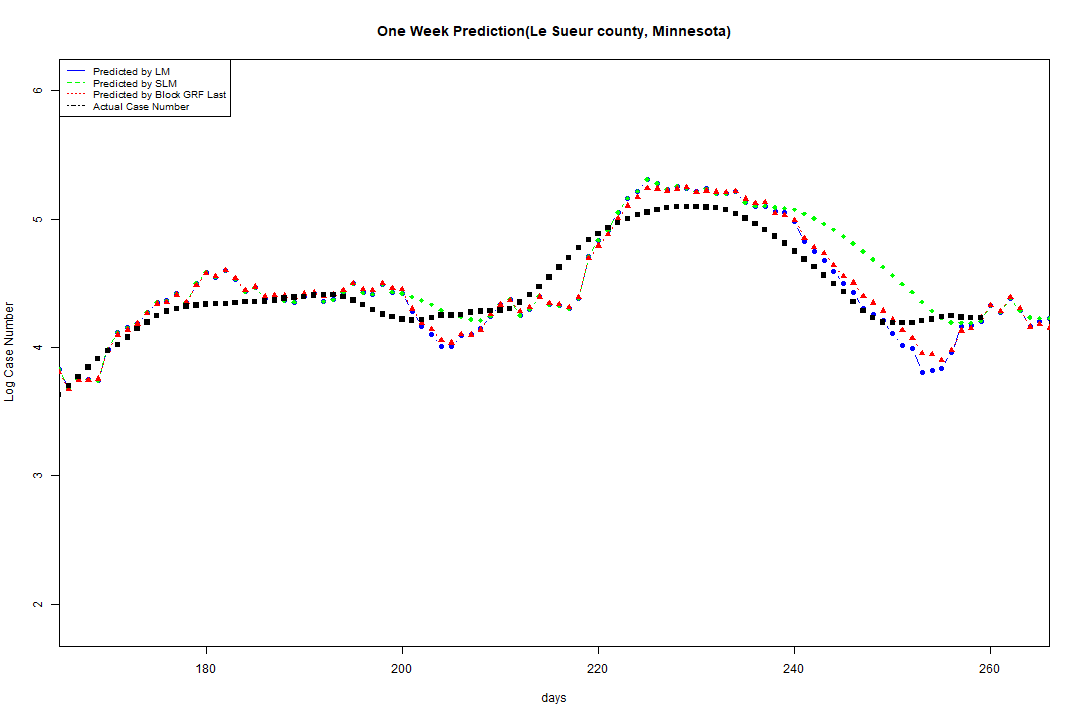 One Week Prediction(Le Sueur county, Minnesota)
Predicted by LM
Predicted by SLM
Predicted by Block GRF Last
Actual Case Number
6
5
4
3
2
Log Case Number
180
200
220
240
260
days